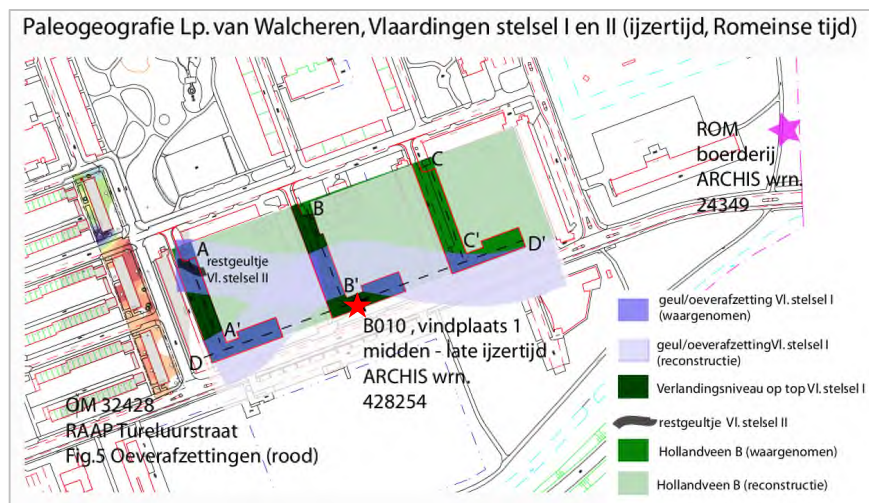 Paleogeografie Lp. van Walcheren, Vlaardingen stelsel I en II (ijzertijd, Romeinse tijd)
ROM
boerderij
ARCHIS wrn.
24349
A
restgeultje
Vl. stelsel II
B
C
A'
B'
C'
D
D'
B010 , vindplaats 1
midden - late ijzertijd
ARCHIS wrn.
428254
OM 32428
RAAP Tureluurstraat
Fig.5 Oeverafzettingen (rood)
geul/oeverafzetting Vl. stelsel I
(waargenomen)
geul/oeverafzettingVl. stelsel I
(reconstructie)
Verlandingsniveau op top Vl. stelsel I
restgeultje Vl. stelsel II
Hollandveen B (waargenomen)
Hollandveen B (reconstructie)